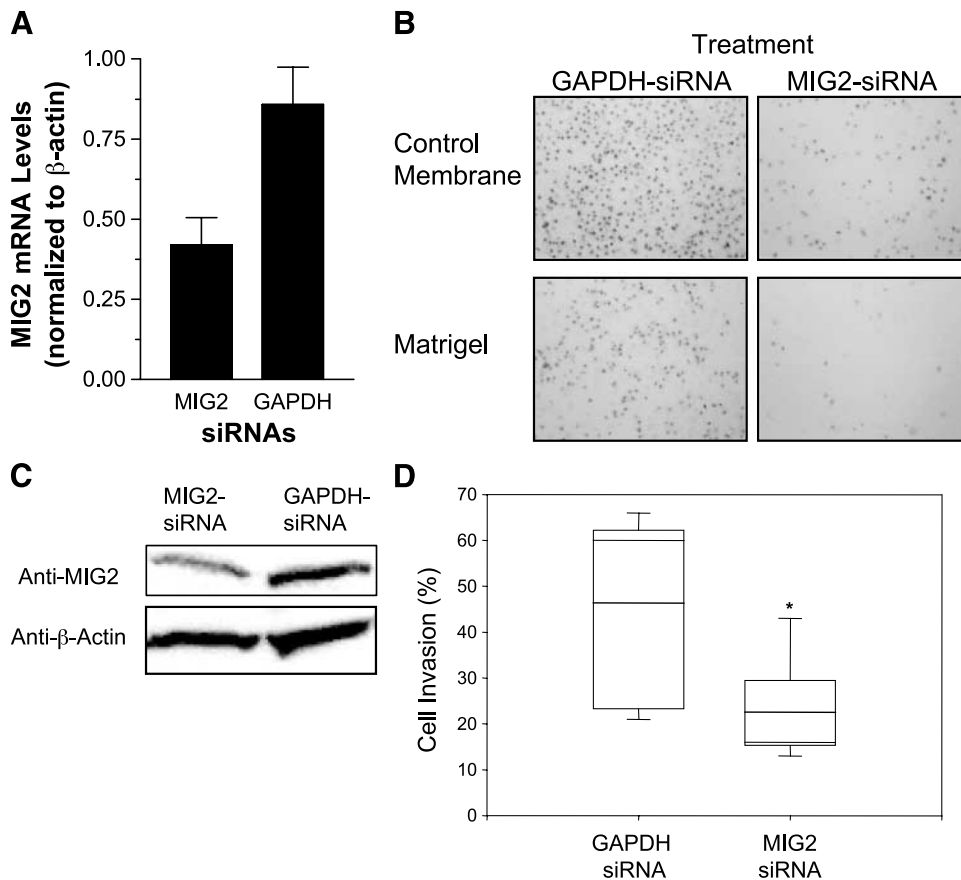 A
MIG2 mRNA Levels
(normalized to β-actin)
1.00
0.75
0.50
0.25
0.00
MIG2 GAPDH
siRNAs
B
Treatment
GAPDH-siRNA MIG2-siRNA
Control
Membrane
Matrigel
C
MIG2-
siRNA
GAPDH-
siRNA
Anti-MIG2
Anti-β-Actin
D
Cell Invasion (%)
70
60
50
40
30
20
10
0
*
GAPDH
siRNA
MIG2
siRNA